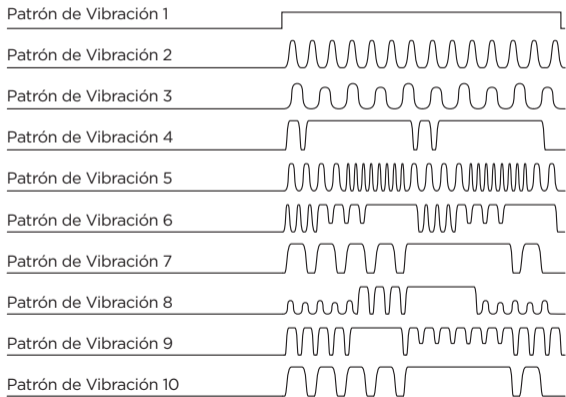 Patrón de Vibración 1
Patrón de Vibración 2
Patrón de Vibración 3
Patrón de Vibración 4
Patrón de Vibración 5
Patrón de Vibración 6
Patrón de Vibración 7
Patrón de Vibración 8
Patrón de Vibración 9
Patrón de Vibración 10